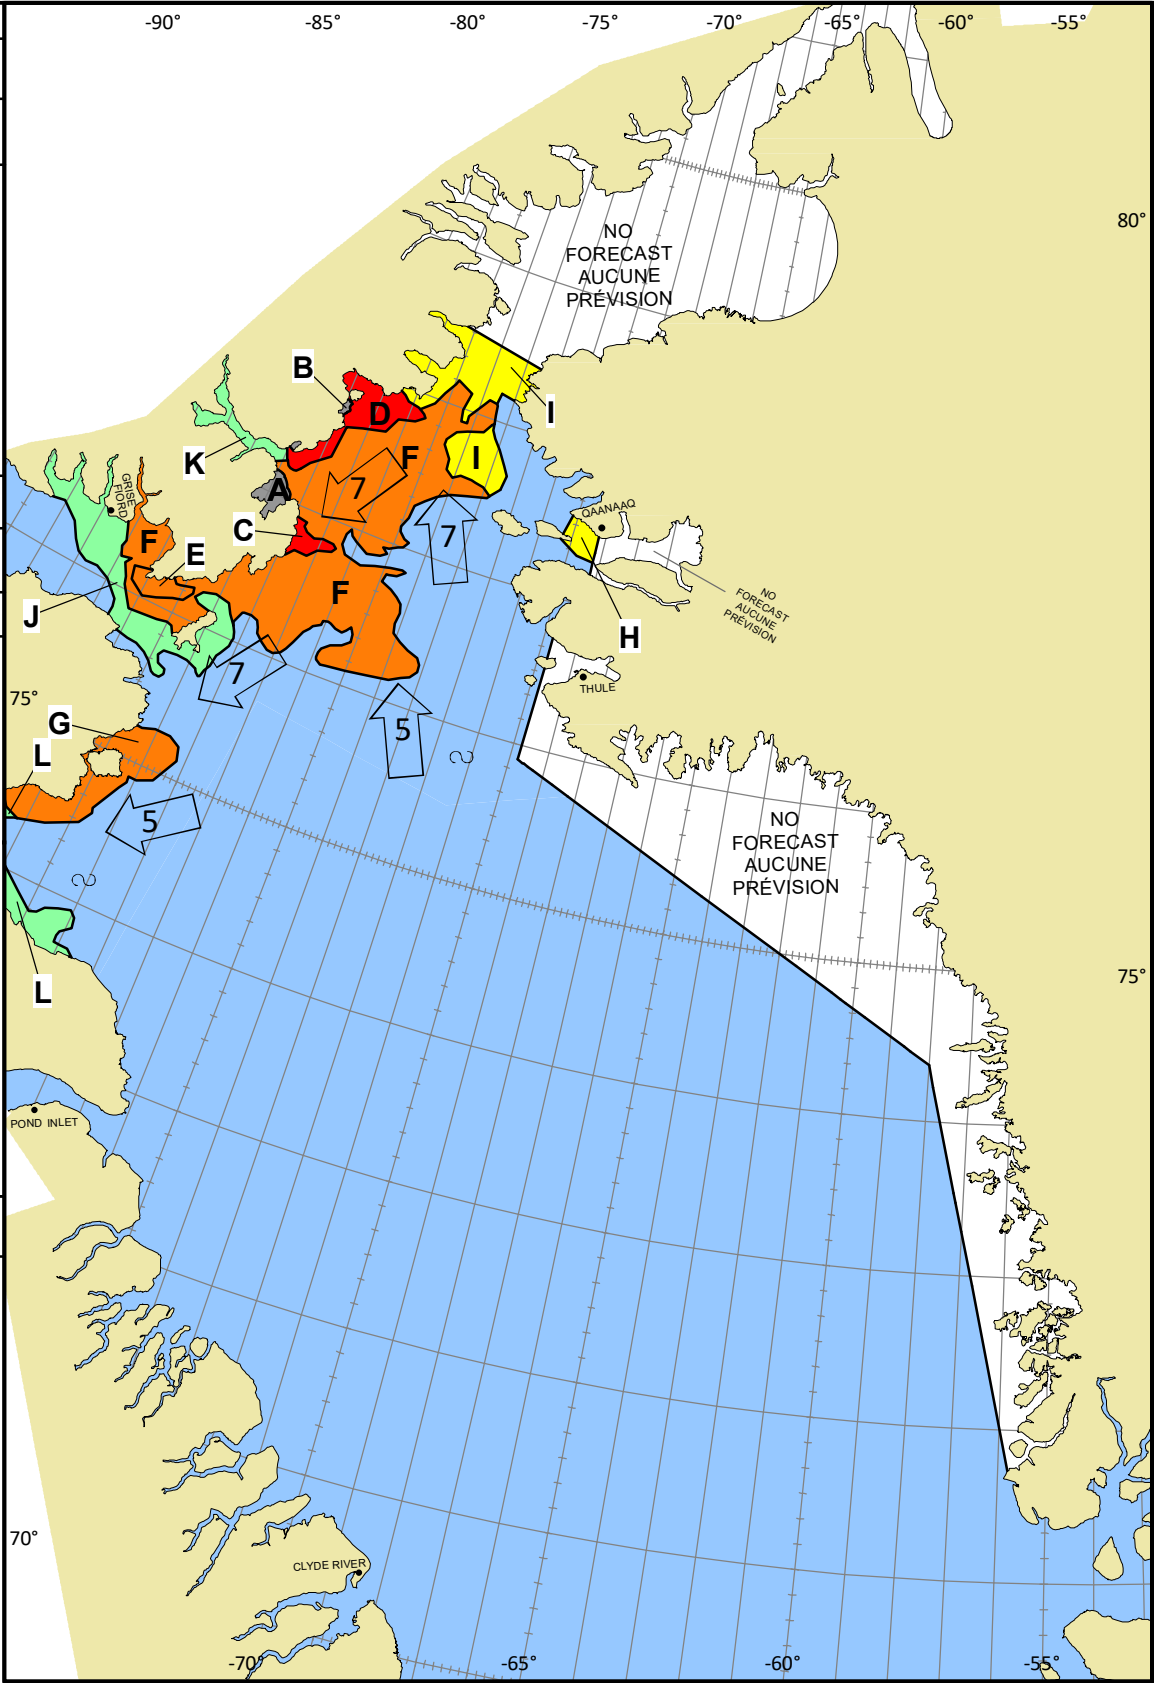 -90°
-85°
-80°
-75°
-70°
-65°
-60°
-55°
80°
NO
FORECAST
AUCUNE
PRÉVISION
B
D
I
K
F
I
A
7
GRISE
FIORD
C
7
QAANAAQ
F
E
F
NO
FORECAST
AUCUNE
PRÉVISION
J
H
7
THULE
75°
G
5
L
5
NO
FORECAST
AUCUNE
PRÉVISION
75°
L
POND INLET
70°
CLYDE RIVER
-70°
-65°
-60°
-55°